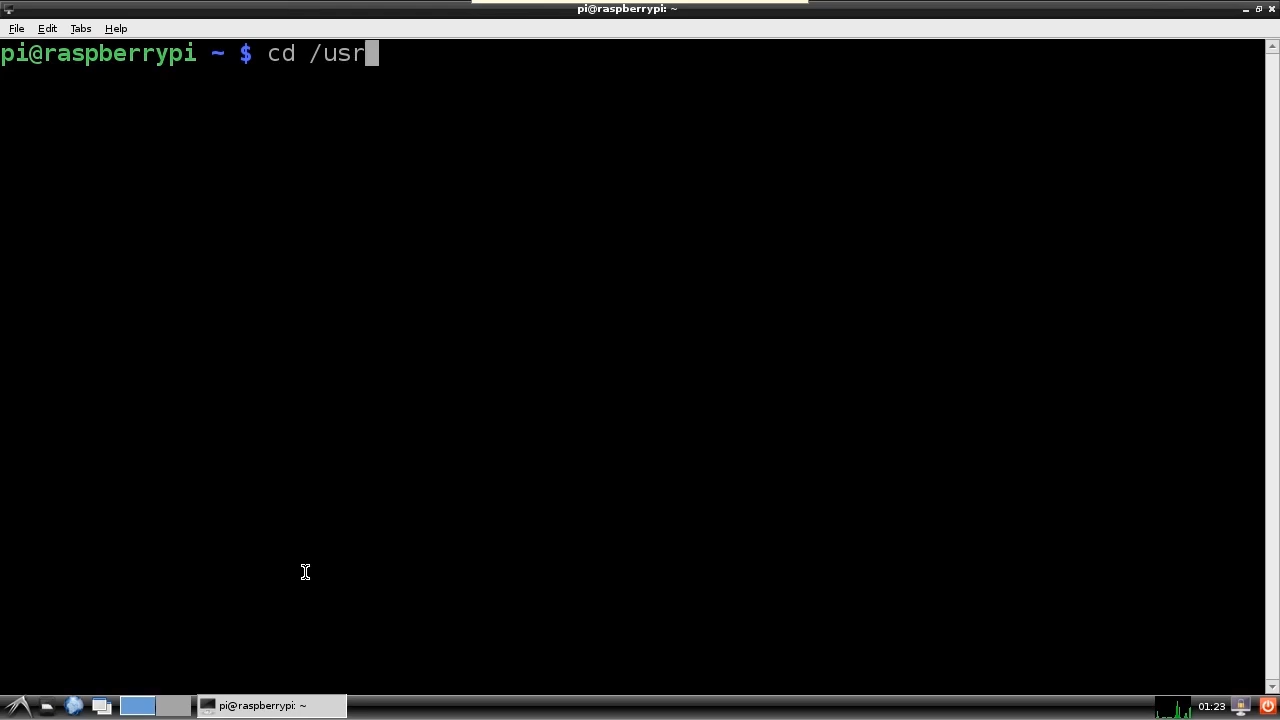 pi@raspberrypi: ~
File Edit Tabs Help
pi@raspberrypi ~ $ cd /usr
pi@raspberrypi: ~
01:23